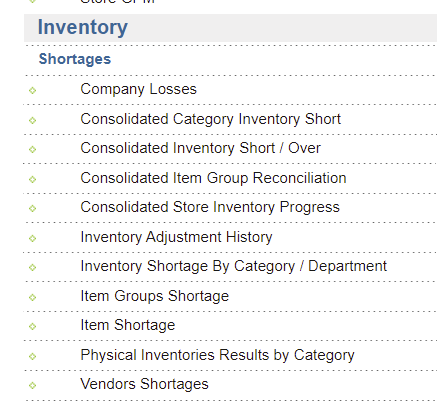 Inventory
Shortages
Company Losses
Consolidated Category Inventory Short
Consolidated Inventory Short / Over
Consolidated Item Group Reconciliation
Consolidated Store Inventory Progress
Inventory Adjustment History
Inventory Shortage By Category / Department
Item Groups Shortage
Item Shortage
Physical Inventories Results by Category
Vendors Shortages